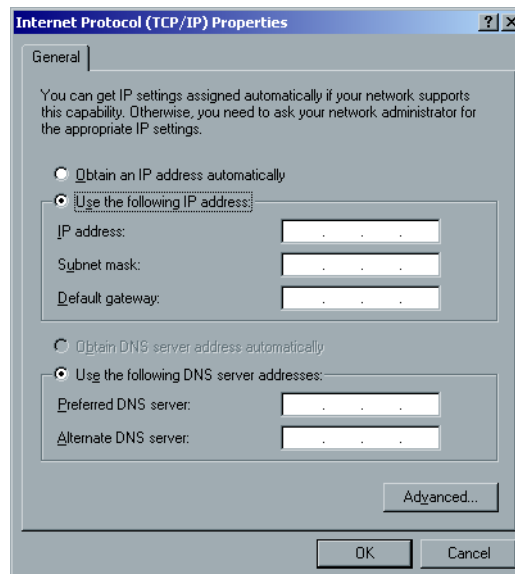 Internet Protocol (TCP/IP) Properties
General
You can get IP settings assigned automatically if your network supports
this capability. Otherwise, you need to ask your network administrator for
the appropriate IP settings.
Obtain an IP address automatically
Use the following IP address:
IP address:
Subnet mask:
Default gateway:
Obtain DNS server address automatically
Use the following DNS server addresses:
Preferred DNS server:
Alternate DNS server:
Advanced...
OK Cancel